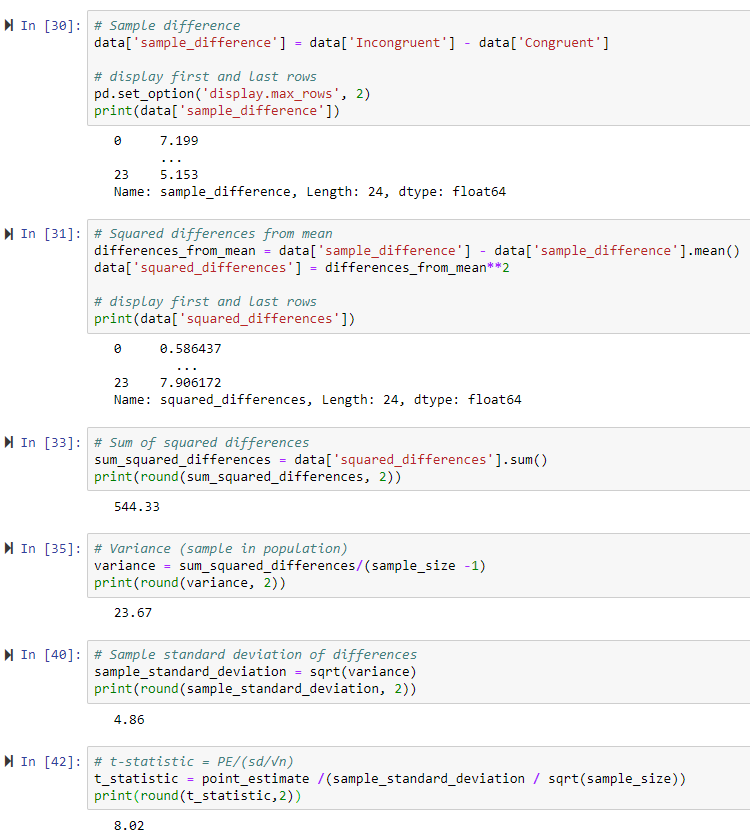 In [30]: # Sample difference
data['sample_difference'] = data['Incongruent'] - data['Congruent']
# display first and last rows
pd.set_option('display.max_rows', 2)
print(data['sample_difference'])
0 7.199
...
23 5.153
Name: sample_difference, Length: 24, dtype: float64
In [31]: # Squared differences from mean
differences_from_mean = data['sample_difference'] - data['sample_difference'].mean()
data['squared_differences'] = differences_from_mean**2
# display first and last rows
print(data['squared_differences'])
0 0.586437
...
23 7.906172
Name: squared_differences, Length: 24, dtype: float64
In [33]: # Sum of squared differences
sum_squared_differences = data['squared_differences'].sum()
print(round(sum_squared_differences, 2))
544.33
In [35]: # Variance (sample in population)
variance = sum_squared_differences/(sample_size -1)
print(round(variance, 2))
23.67
In [40]: # Sample standard deviation of differences
sample_standard_deviation = sqrt(variance)
print(round(sample_standard_deviation, 2))
4.86
In [42]: # t-statistic = PE/(sd/√n)
t_statistic = point_estimate /(sample_standard_deviation / sqrt(sample_size))
print(round(t_statistic,2))
8.02